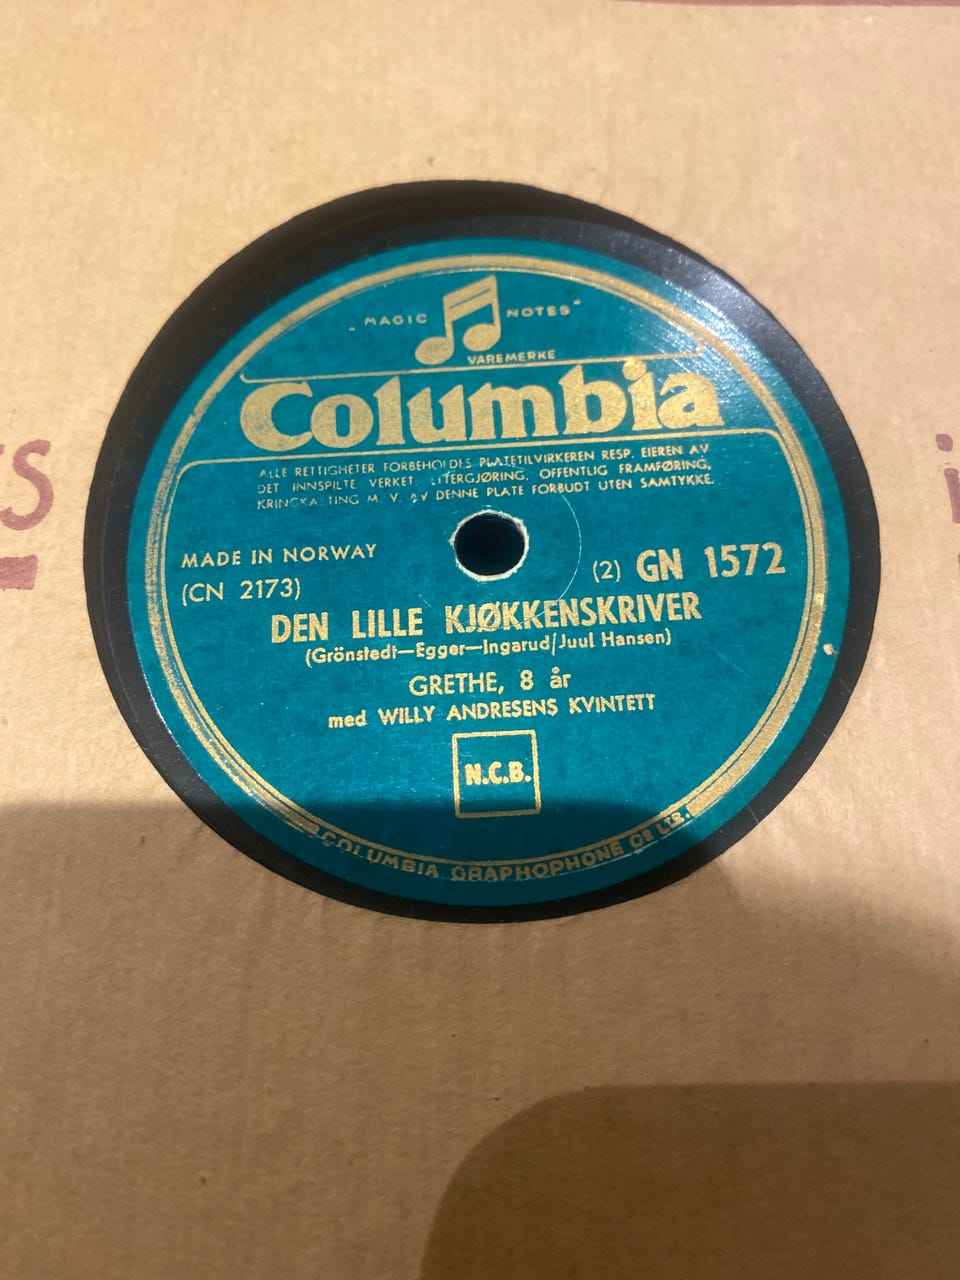 „MAGIC NOTES"
VAREMERKE
Columbia
ALLE RETTIGHETER FORBEHOLDES PLATETILVIRKEREN RESP. EIEREN AV
DET INNSPILTE VERKET. UTERGJØRING, OFFENTLIG FRAMFØRING,
KRINGKASTING M. V. AV DENNE PLATE FORBUDT UTEN SAMTYKKE.
MADE IN NORWAY
(CN 2173)
(2) GN 1572
DEN LILLE KJØKKENSKRIVER
(Grönstedt—Egger—Ingarud/Juul Hansen)
GRETHE, 8 år
med WILLY ANDRESENS KVINTETT
N.C.B.
COLUMBIA GRAPHOPHONE Co LTD.